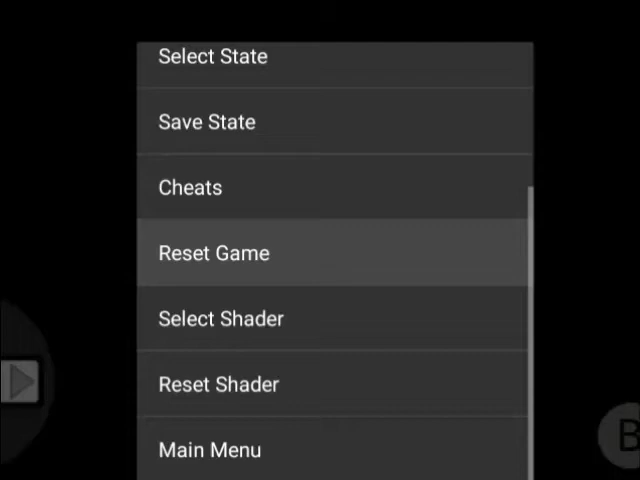 Select State
Save State
Cheats
Reset Game
Select Shader
Reset Shader
Main Menu
B